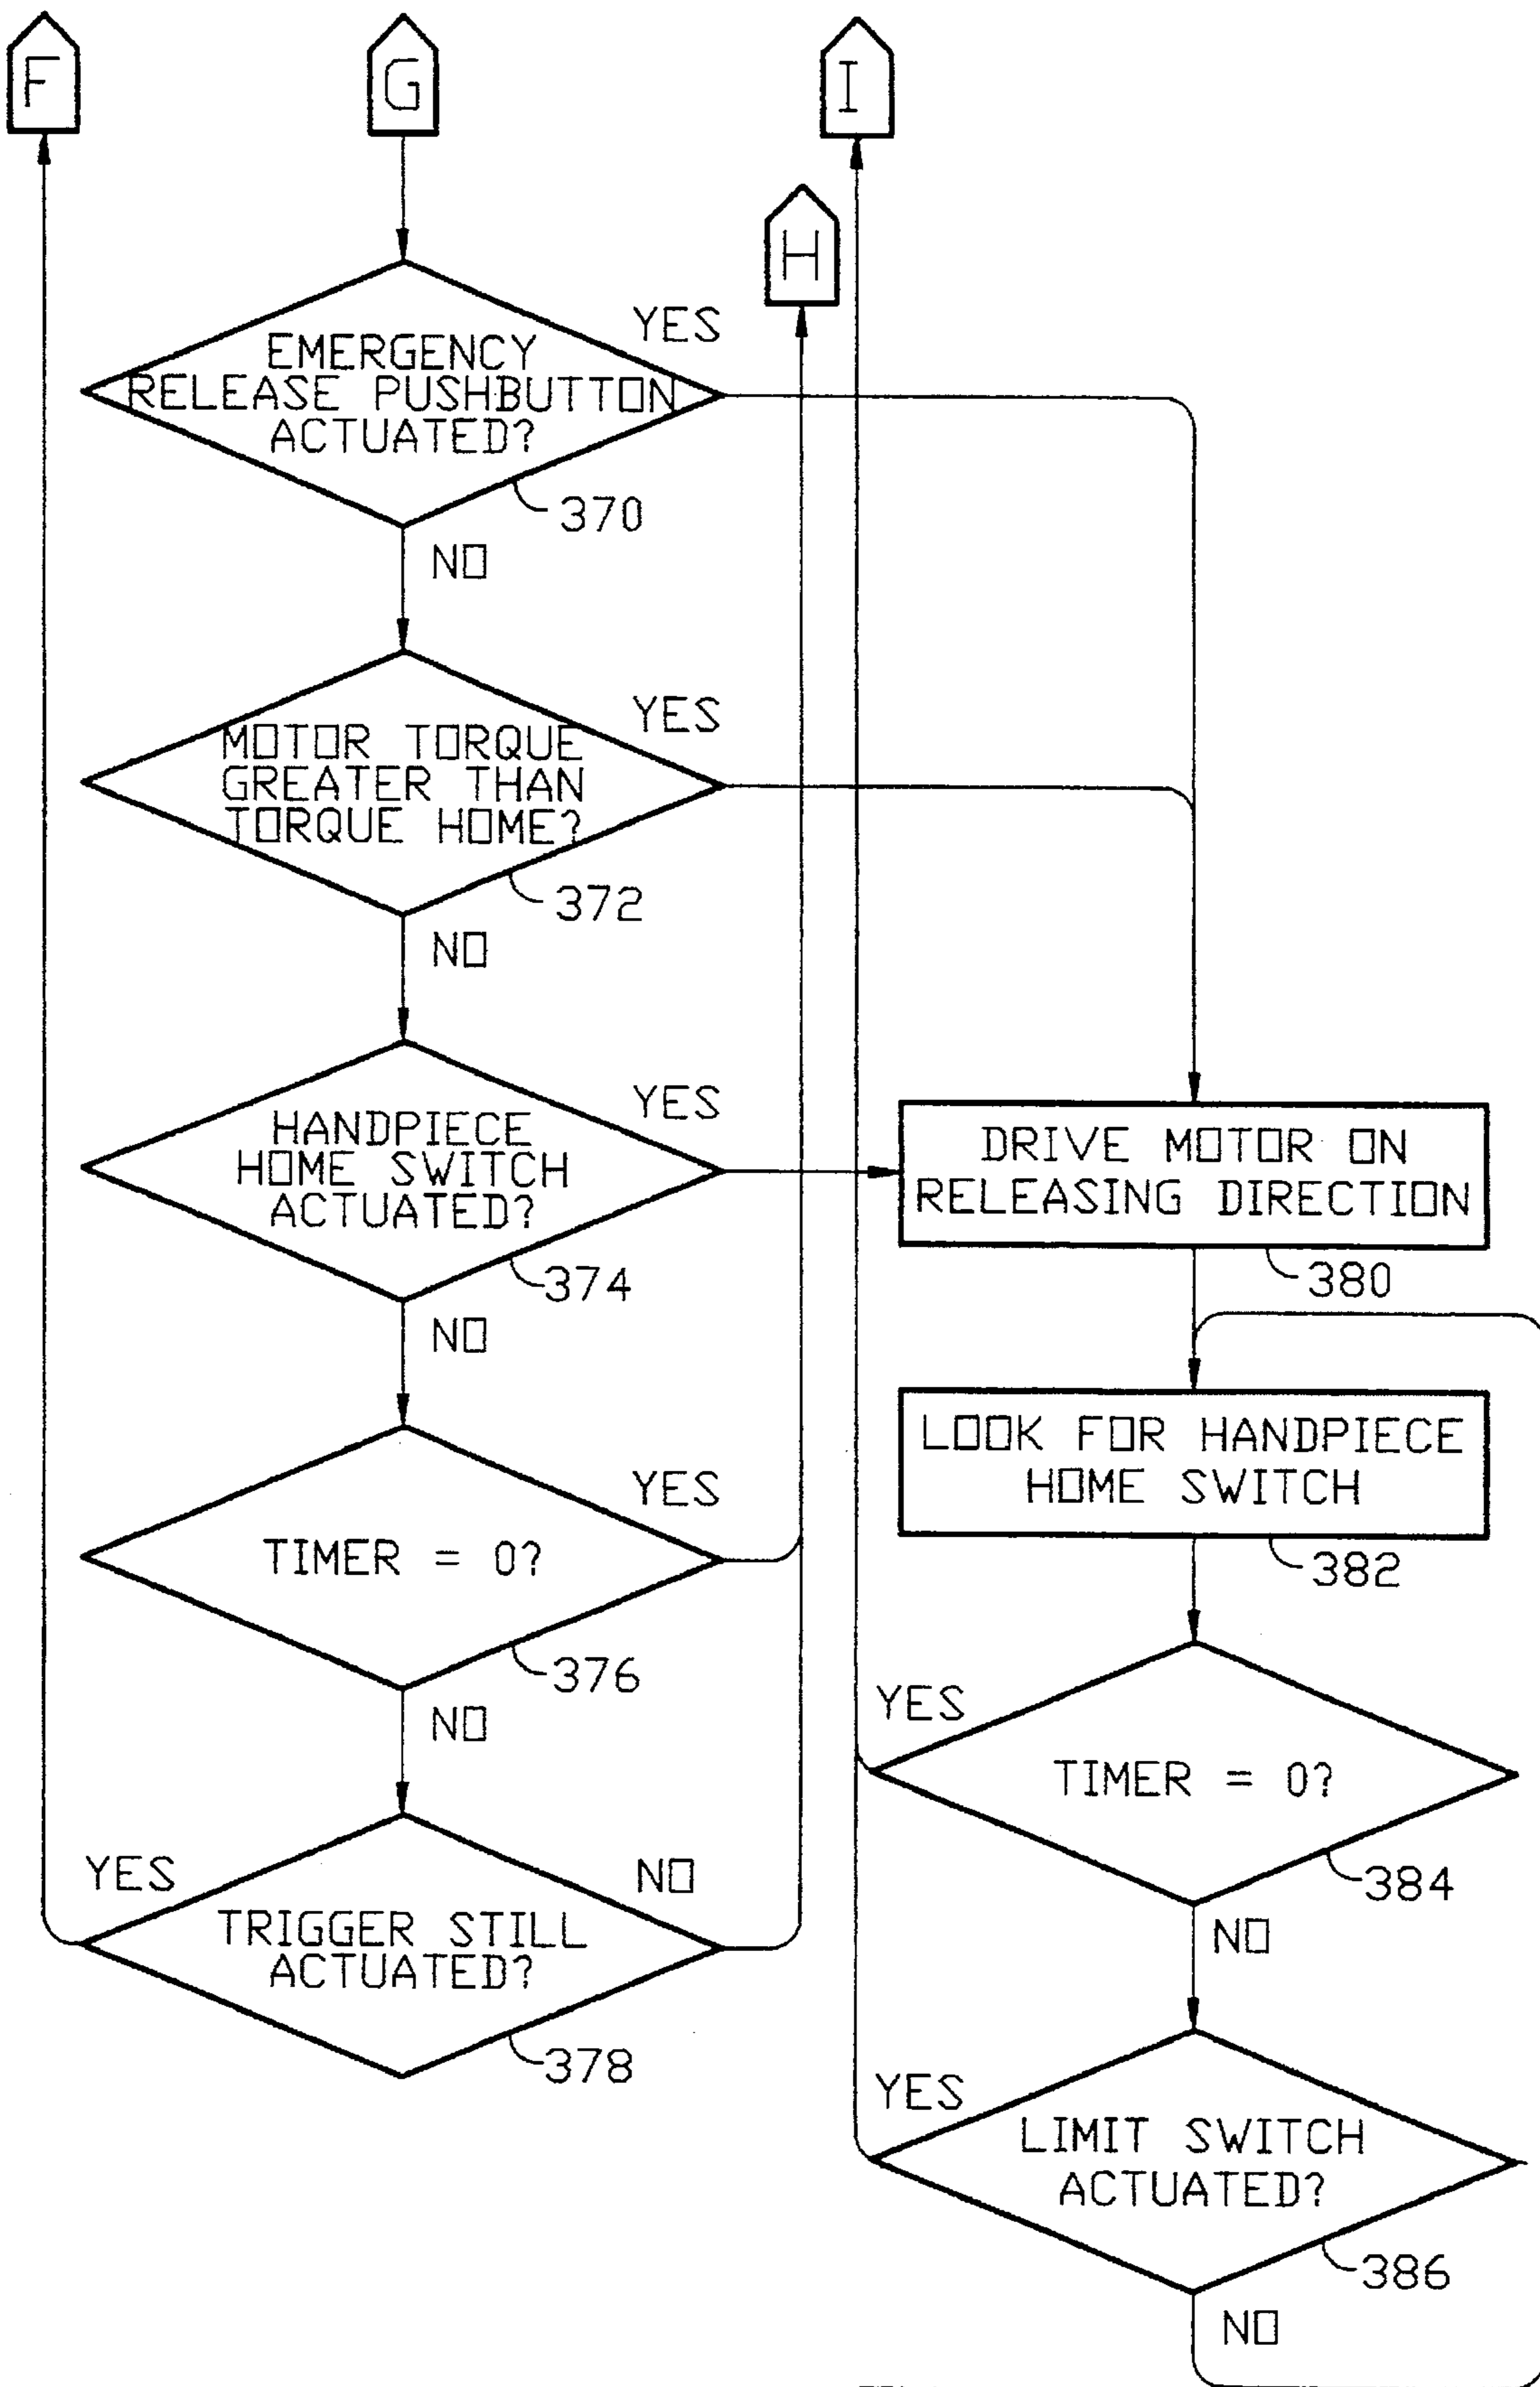 F
G
I
H
EMERGENCY
RELEASE PUSHBUTTON
ACTUATED?
YES
370
NO
MOTOR TORQUE
GREATER THAN
TORQUE HOME?
YES
372
NO
HANDPIECE
HOME SWITCH
ACTUATED?
YES
374
NO
TIMER = 0?
YES
376
NO
TRIGGER STILL
ACTUATED?
YES
NO
378
DRIVE MOTOR ON
RELEASING DIRECTION
380
LOOK FOR HANDPIECE
HOME SWITCH
382
TIMER = 0?
YES
384
NO
LIMIT SWITCH
ACTUATED?
YES
386
NO